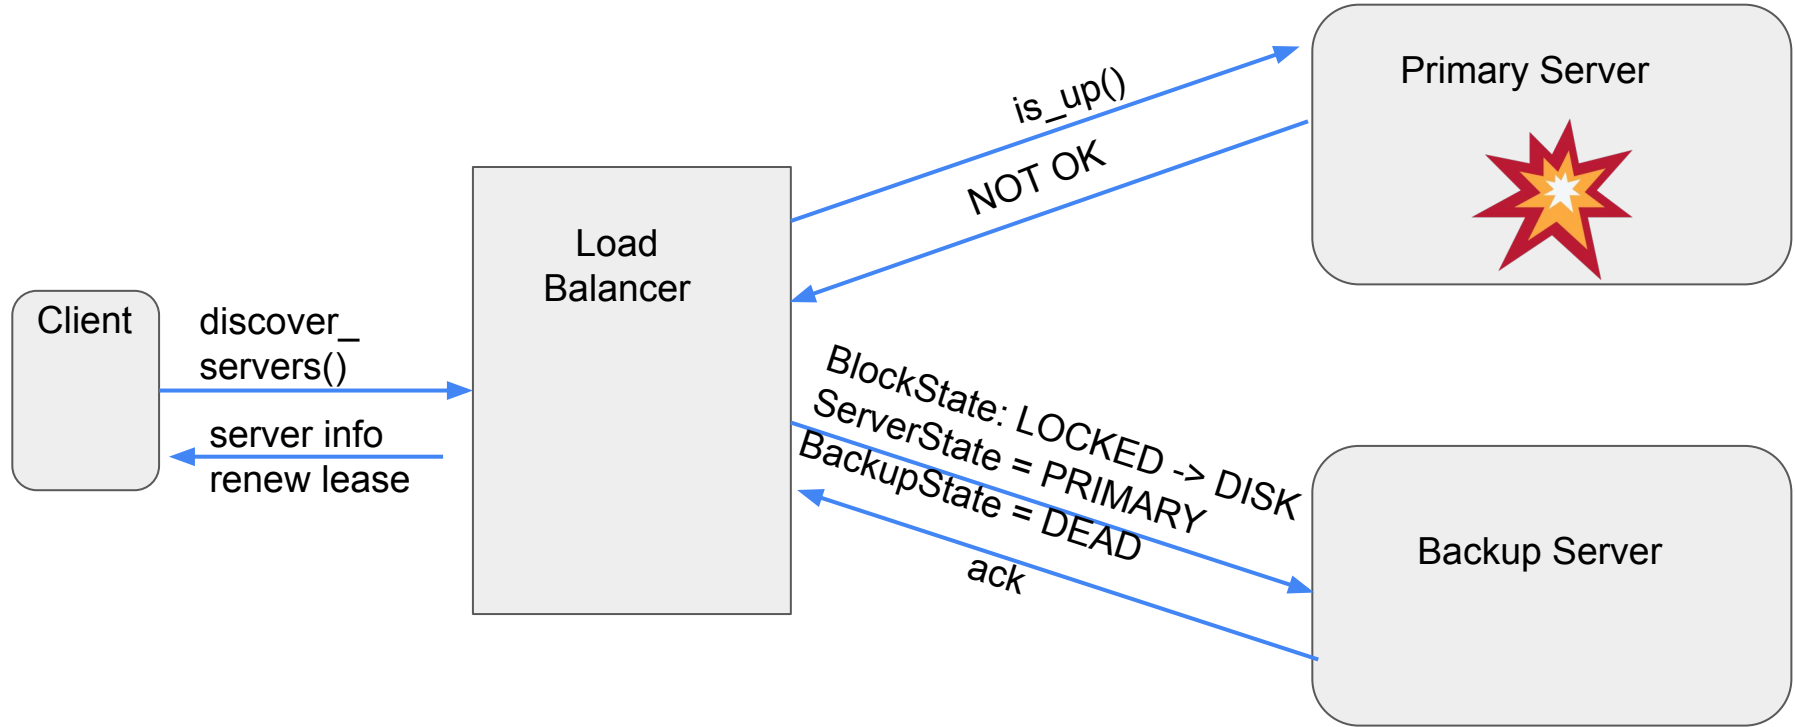 Client
discover_
servers()
server info
renew lease
Load
Balancer
is_up()
NOT OK
Primary Server
BlockState: LOCKED -> DISK
ServerState = PRIMARY
BackupState = DEAD
ack
Backup Server